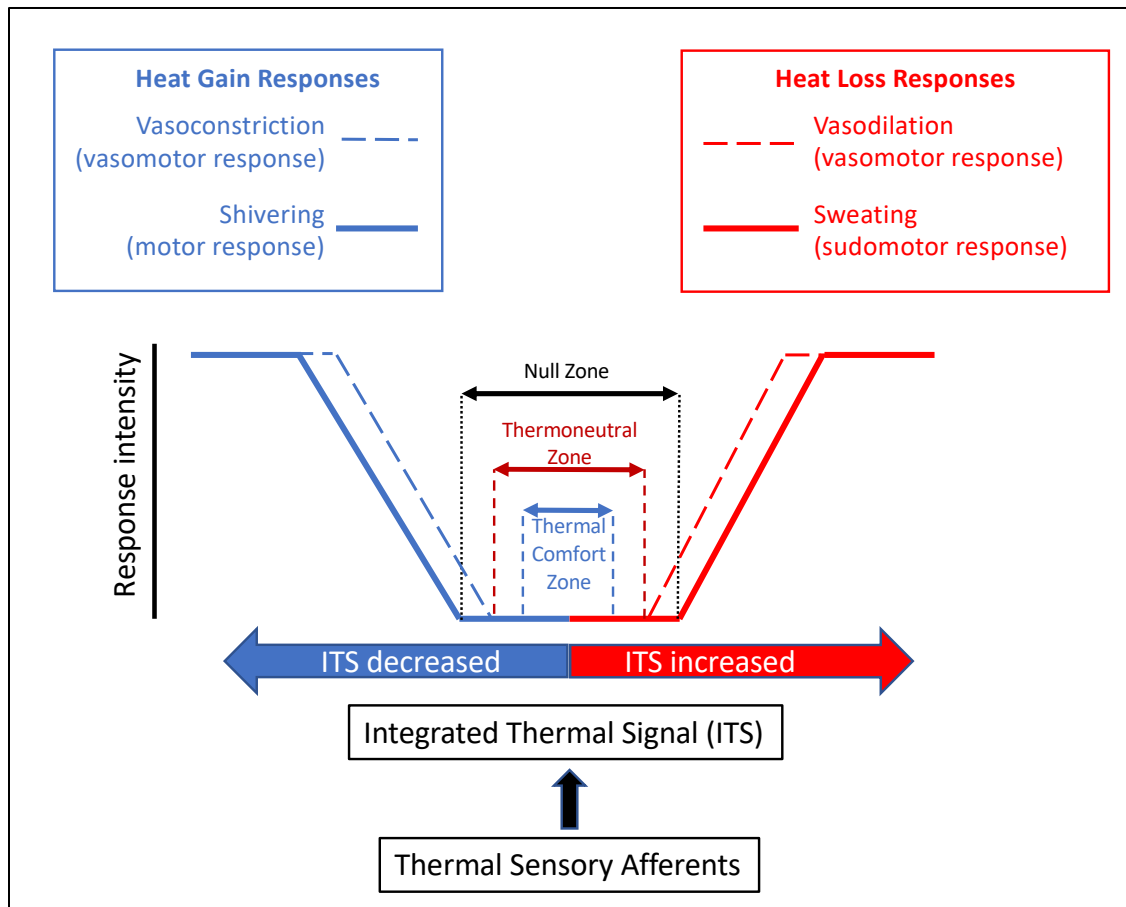 Heat Gain Responses
Vasoconstriction
(vasomotor response)
Shivering
(motor response)
Heat Loss Responses
Vasodilation
(vasomotor response)
Sweating
(sudomotor response)
Response intensity
Null Zone
Thermoneutral
Zone
Thermal
Comfort
Zone
ITS decreased
ITS increased
Integrated Thermal Signal (ITS)
Thermal Sensory Afferents